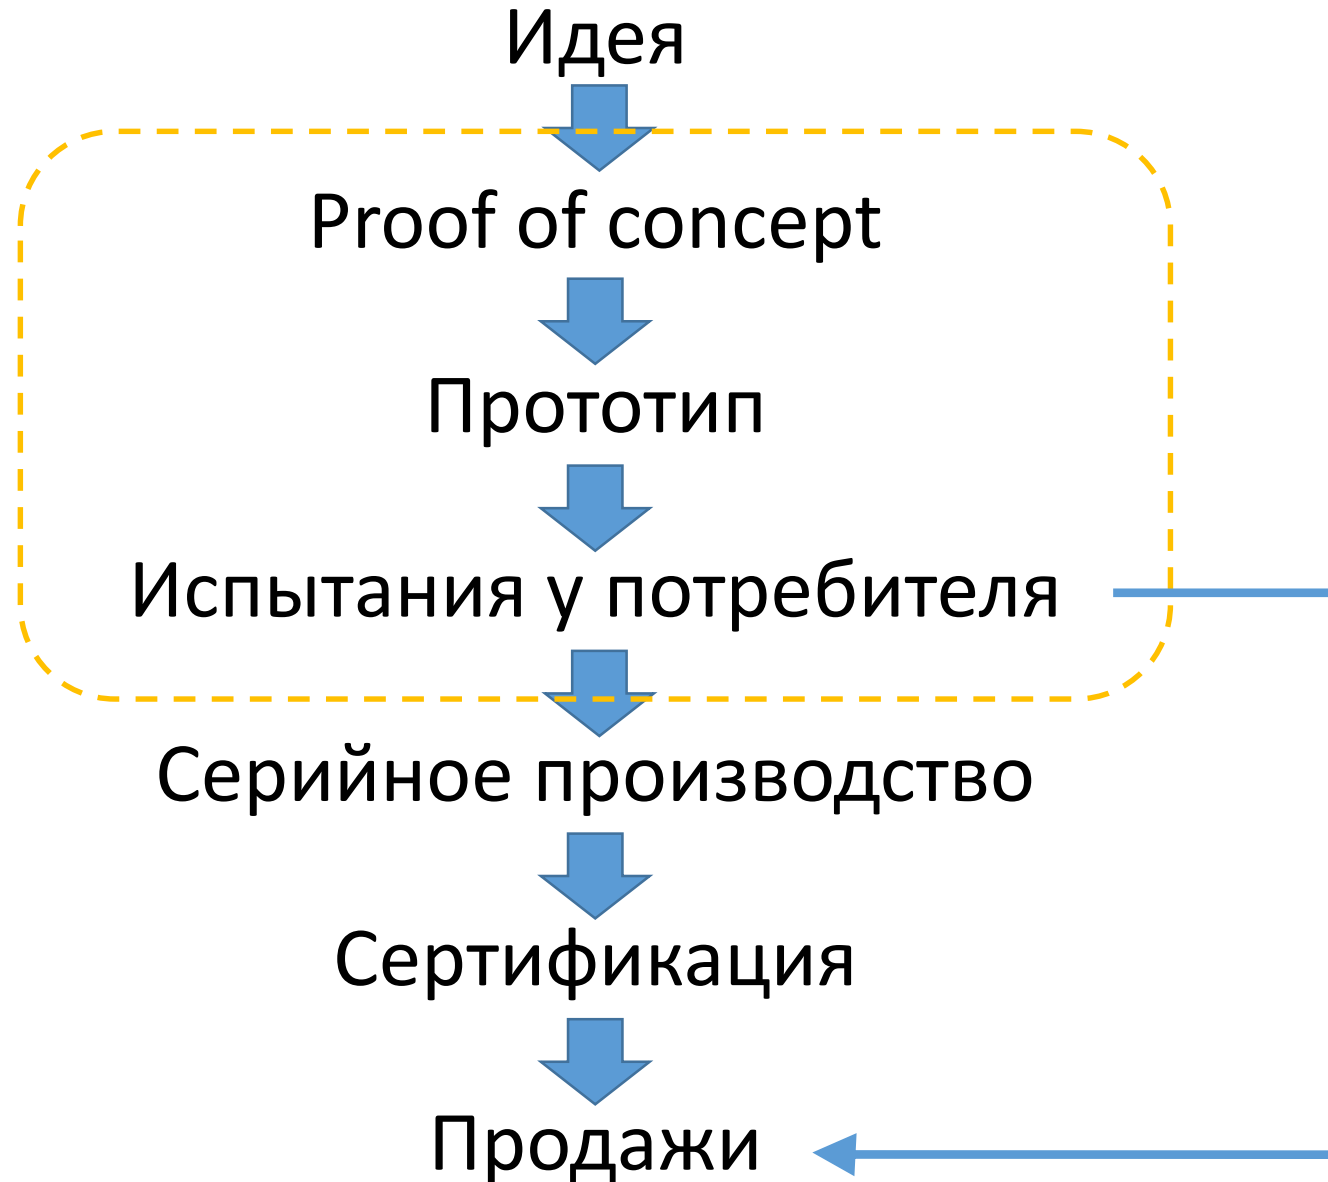 Идея
Proof of concept
Прототип
Испытания у потребителя
Серийное производство
Сертификация
Продажи